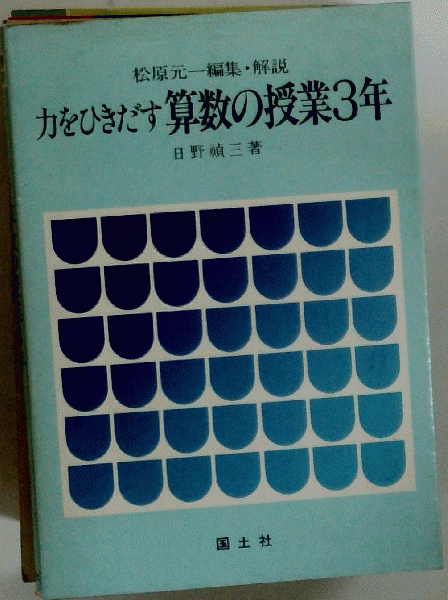 松原元一編集・解説
力をひきだす算数の授業3年
日野禎三著
国土社